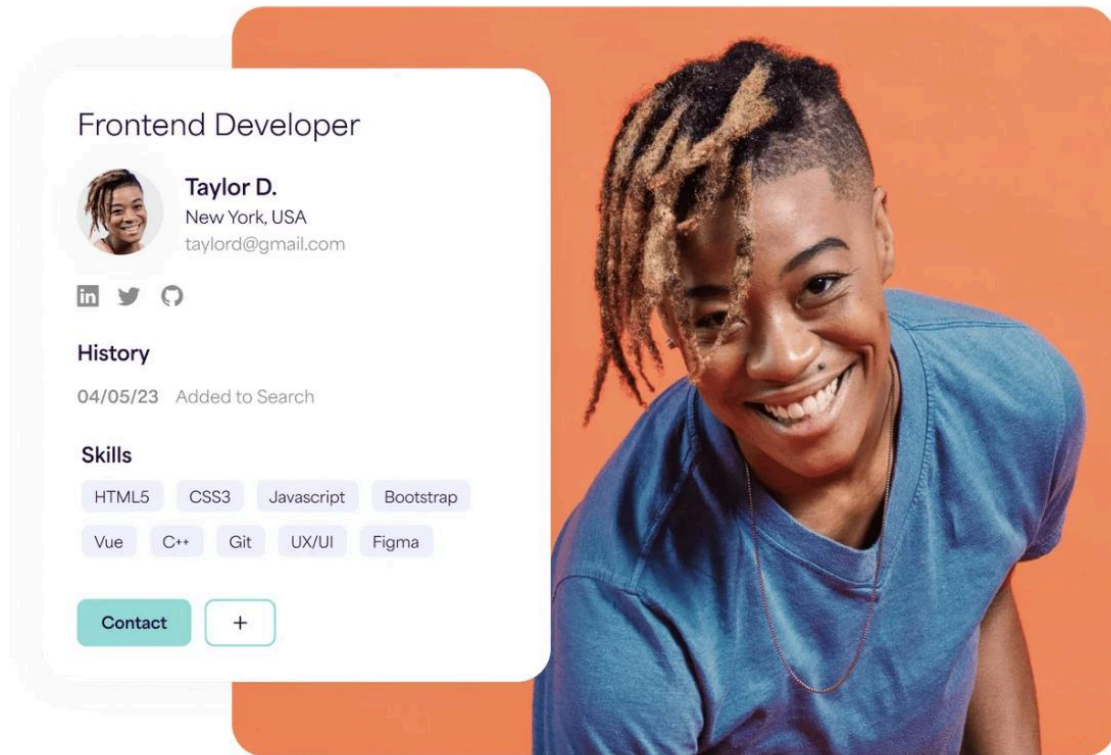 Frontend Developer
Taylor D.
New York, USA
taylord@gmail.com
in
History
04/05/23 Added to Search
Skills
HTML5 CSS3 Javascript Bootstrap
Vue C++ Git UX/UI Figma
Contact +